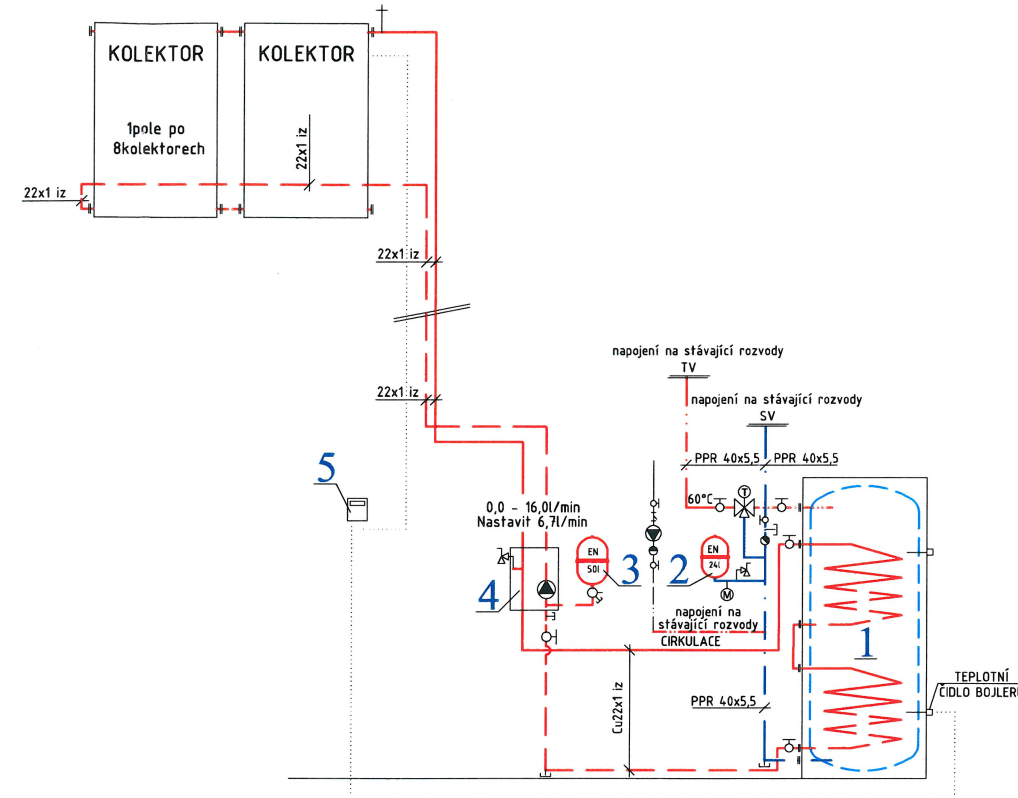 KOLEKTOR
KOLEKTOR
1pole po
8kolektorech
22x1 iz
22x1 iz
22x1 iz
22x1 iz
napojení na stávající rozvody
TV
napojení na stávající rozvody
SV
PPR 40x5,5
PPR 40x5,5
5
0,0 - 16,0l/min
Nastavit 6,7l/min
60°C
T
EN
50l
3
2
EN
24l
4
M
napojení na
stávající rozvody
CIRKULACE
1
Cu22x1 iz
PPR 40x5,5
TEPLOTNÍ
ČIDLO BOJLERU